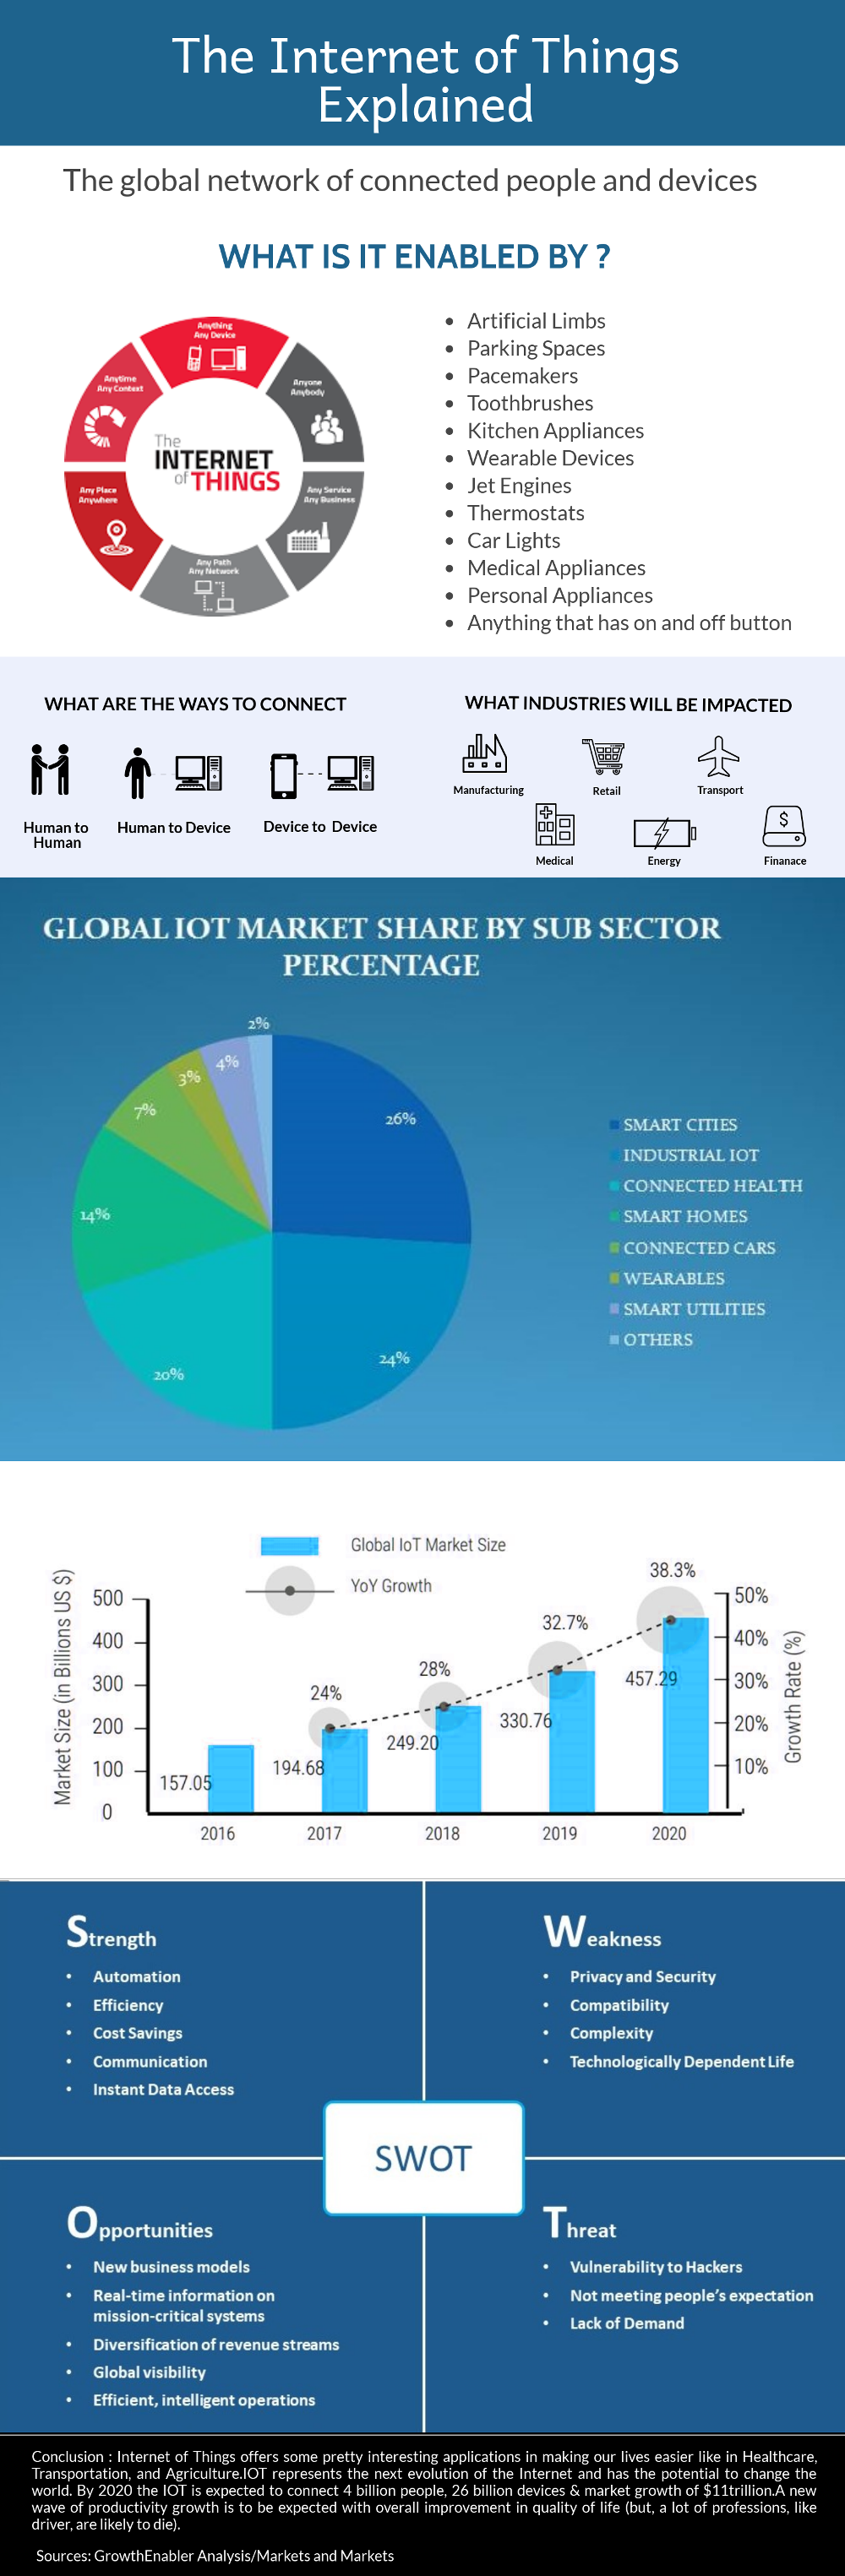 The Internet of Things
Explained
The global network of connected people and devices
WHAT IS IT ENABLED BY ?
Anything
Any Device
Anytime
Any Context
Anyone
Anybody
The
INTERNET
of THINGS
Any Place
Anywhere
Any Service
Any Business
Any Path
Any Network
• Artificial Limbs
• Parking Spaces
• Pacemakers
• Toothbrushes
• Kitchen Appliances
• Wearable Devices
• Jet Engines
• Thermostats
• Car Lights
• Medical Appliances
• Personal Appliances
• Anything that has on and off button
WHAT ARE THE WAYS TO CONNECT
Human to
Human
Human to Device
Device to Device
WHAT INDUSTRIES WILL BE IMPACTED
Manufacturing
Retail
Transport
Medical
Energy
$
Finanace
GLOBAL IOT MARKET SHARE BY SUB SECTOR
PERCENTAGE
2%
4%
3%
7%
26%
14%
24%
20%
SMART CITIES
INDUSTRIAL IOT
CONNECTED HEALTH
SMART HOMES
CONNECTED CARS
WEARABLES
SMART UTILITIES
OTHERS
Global IoT Market Size
YoY Growth
Market Size (in Billions US $)
500
400
300
200
100
0
157.05
194.68
249.20
330.76
457.29
24%
28%
32.7%
38.3%
50%
40%
30%
20%
10%
Growth Rate (%)
2016
2017
2018
2019
2020
Strength
• Automation
• Efficiency
• Cost Savings
• Communication
• Instant Data Access
Weakness
• Privacy and Security
• Compatibility
• Complexity
• Technologically Dependent Life
SWOT
Opportunities
• New business models
• Real-time information on
mission-critical systems
• Diversification of revenue streams
• Global visibility
• Efficient, intelligent operations
Threat
• Vulnerability to Hackers
• Not meeting people's expectation
• Lack of Demand
Conclusion : Internet of Things offers some pretty interesting applications in making our lives easier like in Healthcare,
Transportation, and Agriculture.IOT represents the next evolution of the Internet and has the potential to change the
world. By 2020 the IOT is expected to connect 4 billion people, 26 billion devices & market growth of $11trillion.A new
wave of productivity growth is to be expected with overall improvement in quality of life (but, a lot of professions, like
driver, are likely to die).
Sources: GrowthEnabler Analysis/Markets and Markets